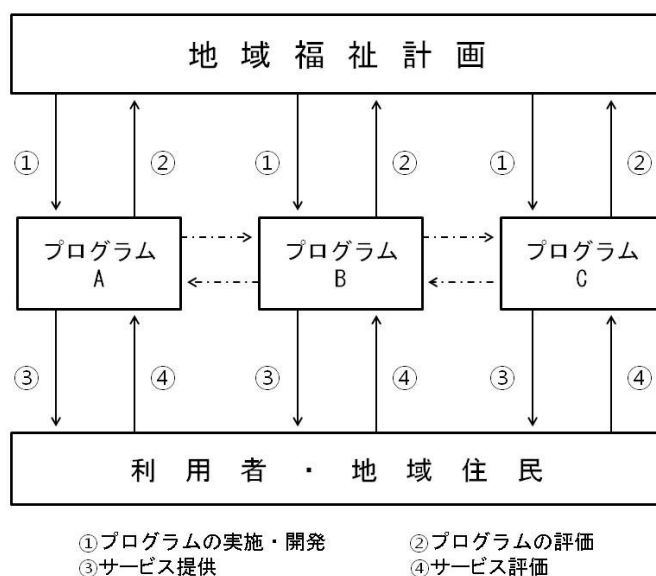 地域福祉計画
① ② ① ② ① ②
プログラム プログラム プログラム
A B C
③ ④ ③ ④ ③ ④
利用者・地域住民
①プログラムの実施・開発 ②プログラムの評価
③サービス提供 ④サービス評価